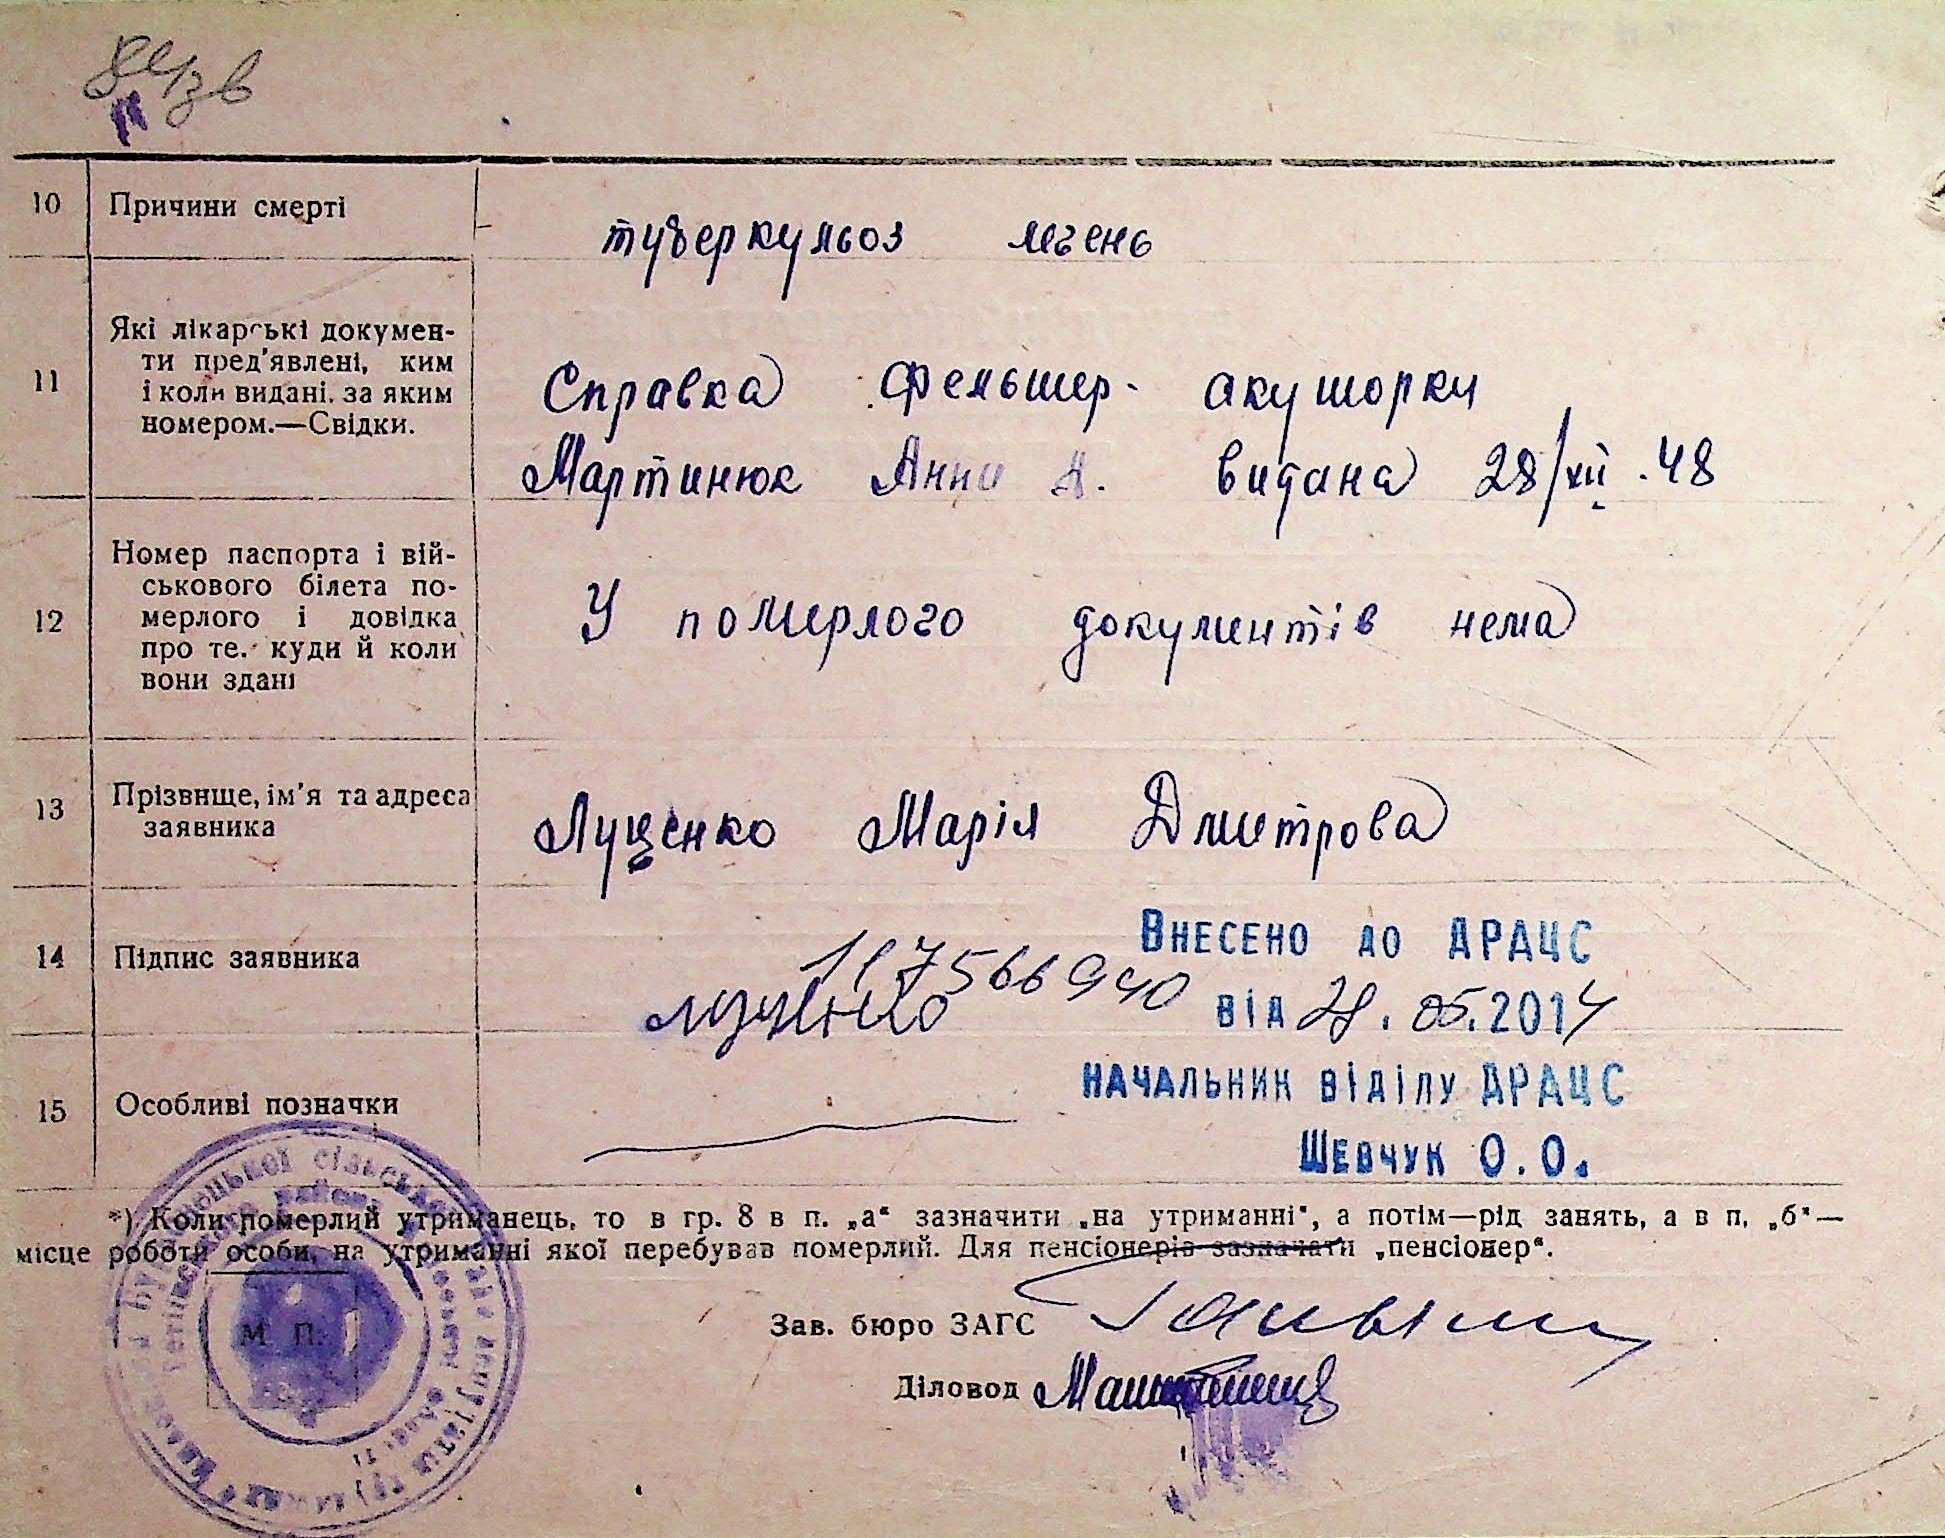 10 Причини смерті
туберкульоз легень
11 Які лікарські докумен-
ти пред'явлені, ким
і коли видані, за яким
номером.—Свідки.
Справка фельшер- акушорки
Мартинюк Анни А. видана 28/XII.48
12 Номер паспорта і вій-
ськового білета по-
мерлого і довідка
про те, куди й коли
вони здані
У померлого документів нема
13 Прізвище, ім'я та адреса
заявника
Луценко Марія Дмитрова
14 Підпис заявника
117566940
Луценко
Внесено до ДРАЦС
від 28.05.2014
15 Особливі позначки
Начальник відділу ДРАЦС
Шевчук О.О.
*) Коли померлий утриманець, то в гр. 8 в п. „а“ зазначити „на утриманні“, а потім—рід занять, а в п. „б“—
місце роботи особи, на утриманні якої перебував померлий. Для пенсіонерів зазначати „пенсіонер“.
М. П.
Зав. бюро ЗАГС
Діловод